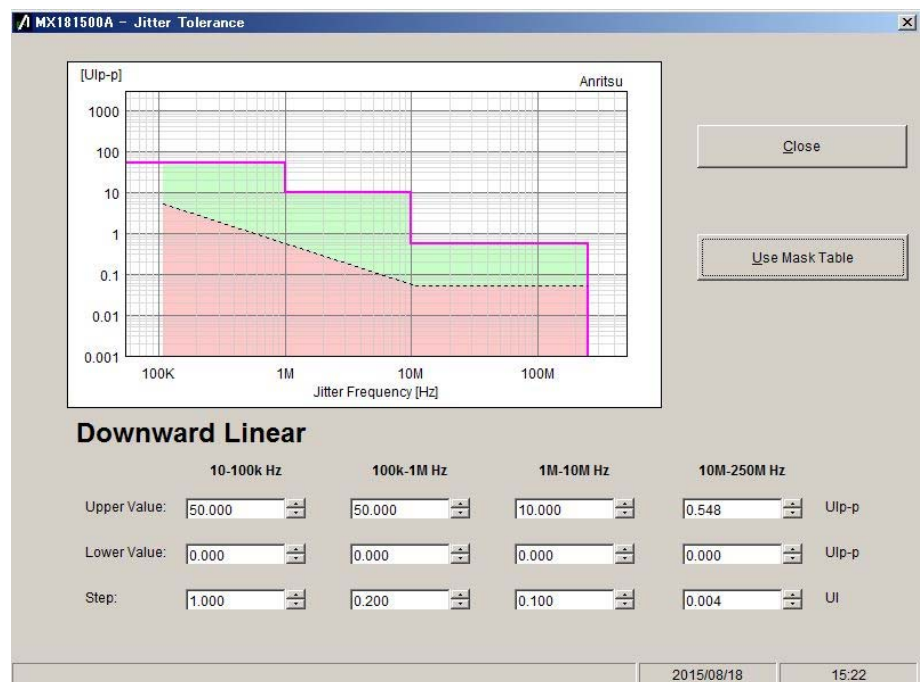 MX181500A - Jitter Tolerance
[UIp-p]
Anritsu
1000
100
10
1
0.1
0.01
0.001
100K 1M 10M 100M
Jitter Frequency [Hz]
Close
Use Mask Table
Downward Linear
10-100k Hz 100k-1M Hz 1M-10M Hz 10M-250M Hz
Upper Value: 50.000 50.000 10.000 0.548 UIp-p
Lower Value: 0.000 0.000 0.000 0.000 UIp-p
Step: 1.000 0.200 0.100 0.004 UI
2015/08/18 15:22